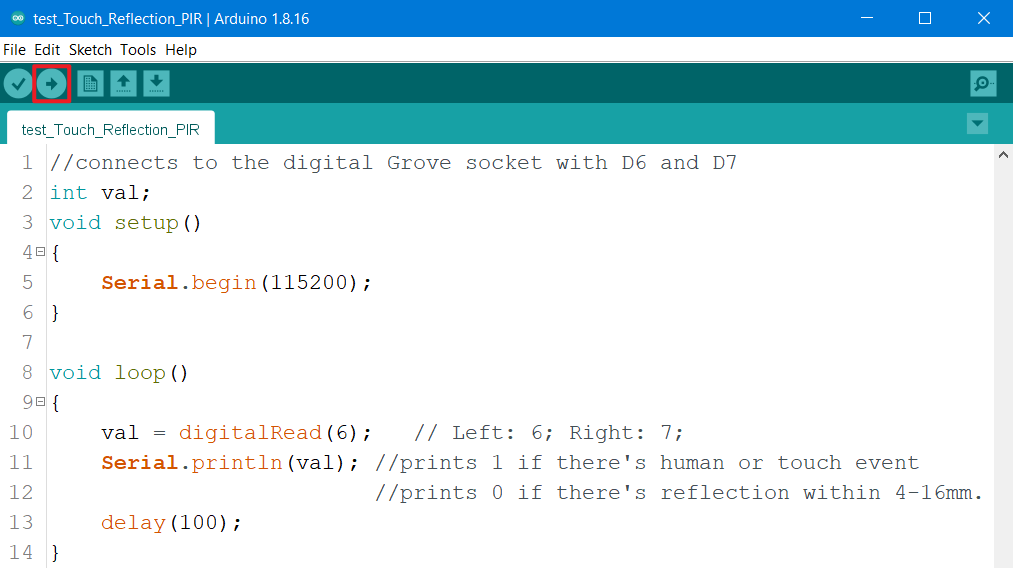 test_Touch_Reflection_PIR | Arduino 1.8.16
File Edit Sketch Tools Help
test_Touch_Reflection_PIR
1 //connects to the digital Grove socket with D6 and D7
2 int val;
3 void setup()
4 {
5     Serial.begin(115200);
6 }
7
8 void loop()
9 {
10     val = digitalRead(6);   // Left: 6; Right: 7;
11     Serial.println(val); //prints 1 if there's human or touch event
12                          //prints 0 if there's reflection within 4-16mm.
13     delay(100);
14 }